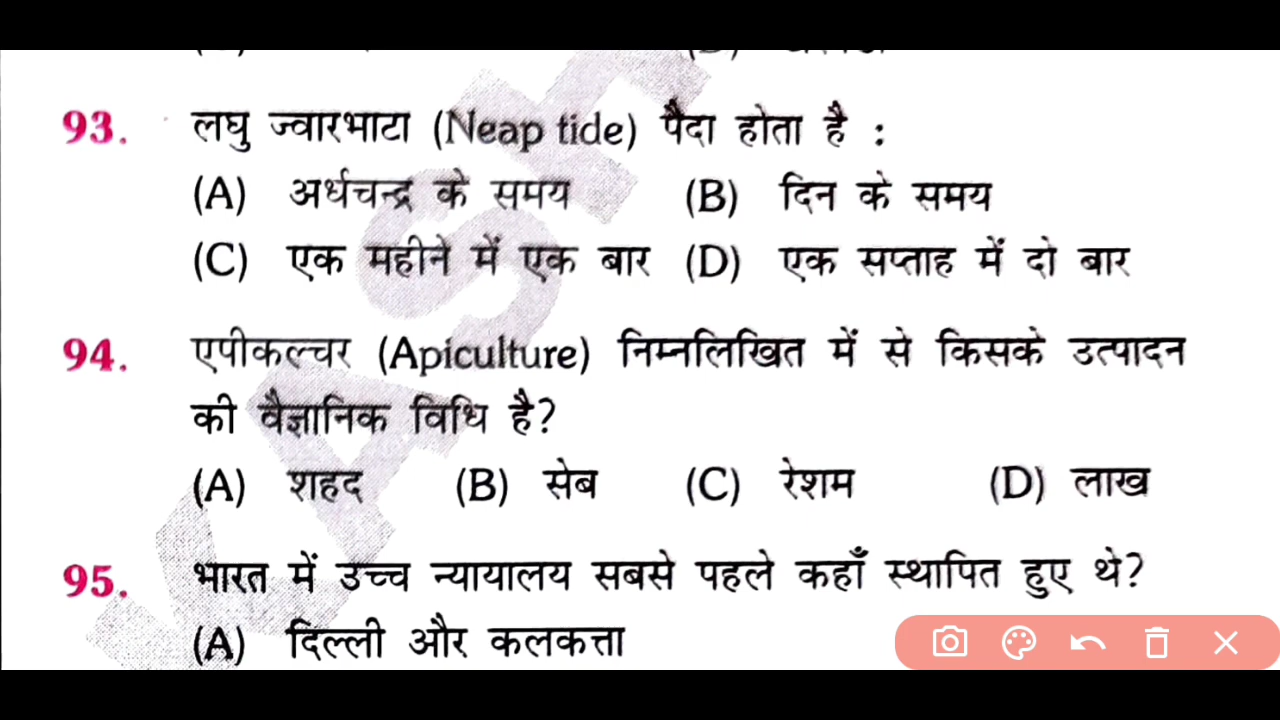 93. लघु ज्वारभाटा (Neap tide) पैदा होता है :
(A) अर्धचन्द्र के समय (B) दिन के समय
(C) एक महीने में एक बार (D) एक सप्ताह में दो बार
94. एपीकल्चर (Apiculture) निम्नलिखित में से किसके उत्पादन
की वैज्ञानिक विधि है?
(A) शहद (B) सेब (C) रेशम (D) लाख
95. भारत में उच्च न्यायालय सबसे पहले कहाँ स्थापित हुए थे?
(A) दिल्ली और कलकत्ता